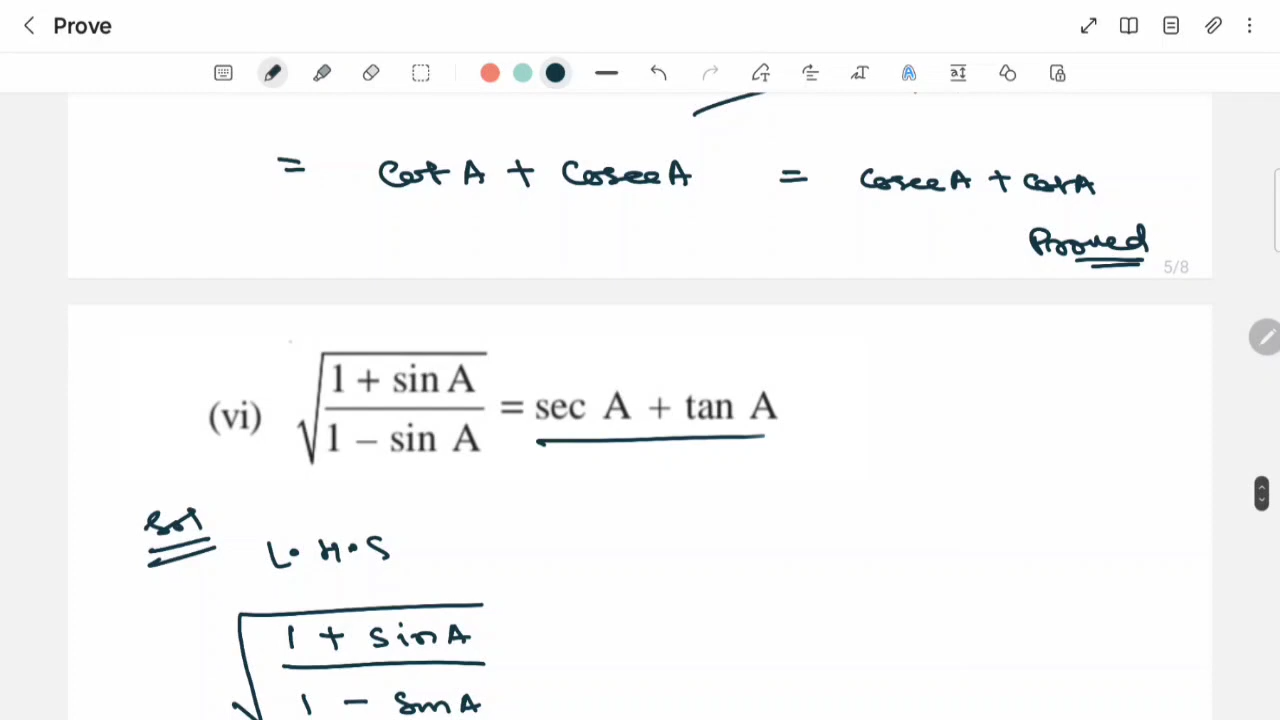 Prove
= Cot A + Cosec A = Cosec A + Cot A
Proved
5/8
(vi) √((1 + sin A)/(1 − sin A)) = sec A + tan A
Sol
L.H.S
√((1 + sin A)/(1 − sin A))